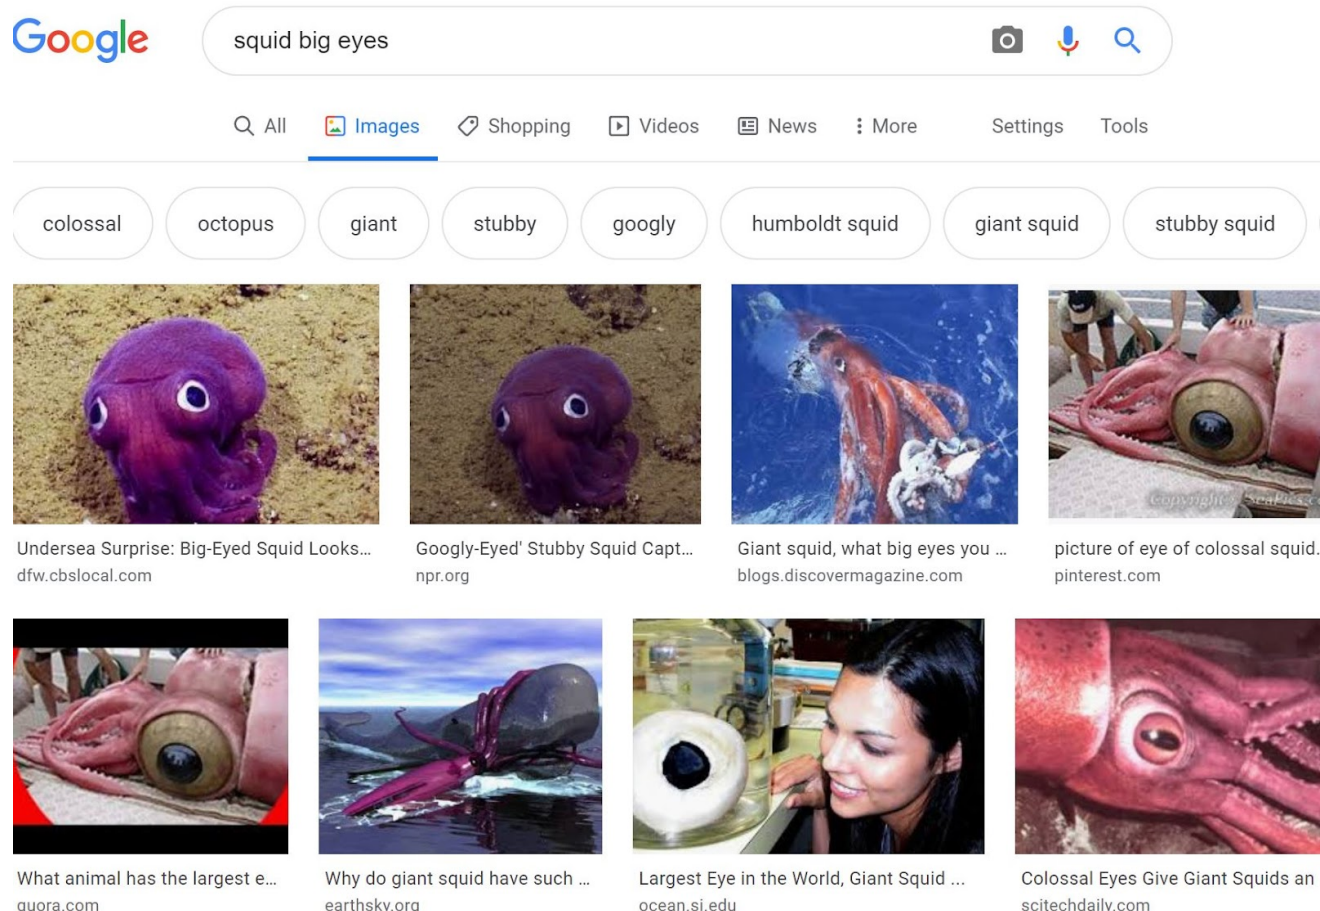 Google
squid big eyes
All Images Shopping Videos News More Settings Tools
colossal octopus giant stubby googly humboldt squid giant squid stubby squid
Copyright SeaPics.co
Undersea Surprise: Big-Eyed Squid Looks... Googly-Eyed' Stubby Squid Capt... Giant squid, what big eyes you ... picture of eye of colossal squid.
dfw.cbslocal.com npr.org blogs.discovermagazine.com pinterest.com
What animal has the largest e... Why do giant squid have such ... Largest Eye in the World, Giant Squid ... Colossal Eyes Give Giant Squids an
quora.com earthsky.org ocean.si.edu scitechdaily.com